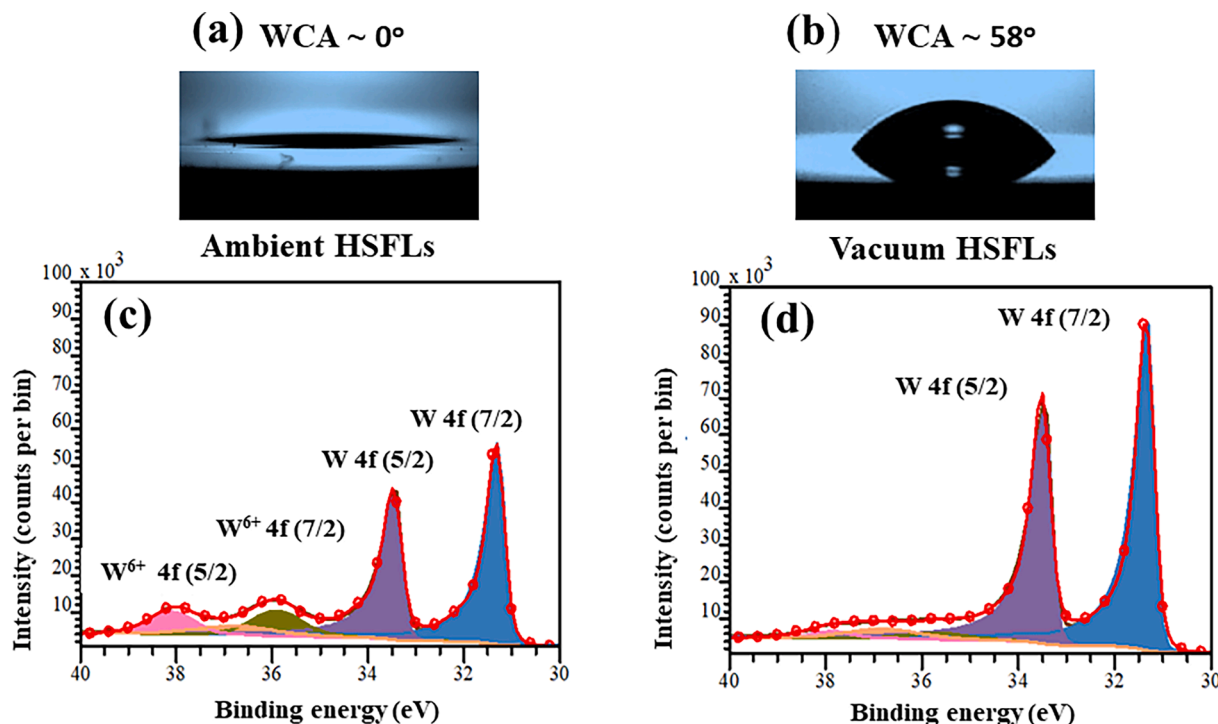 (a) WCA ~ 0°
(b) WCA ~ 58°
Ambient HSFLs
Vacuum HSFLs
100 x 10³
(c)
90
80
70
60
50
40
30
20
10
Intensity (counts per bin)
W 4f (7/2)
W 4f (5/2)
W⁶⁺ 4f (7/2)
W⁶⁺ 4f (5/2)
40 38 36 34 32 30
Binding energy (eV)
100 x 10³
(d)
90
80
70
60
50
40
30
20
10
Intensity (counts per bin)
W 4f (7/2)
W 4f (5/2)
40 38 36 34 32 30
Binding energy (eV)